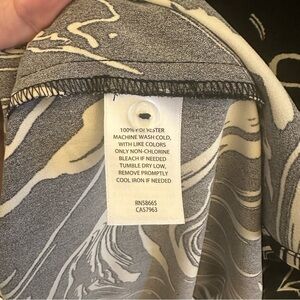 100% POLYESTER
MACHINE WASH COLD,
WITH LIKE COLORS
ONLY NON-CHLORINE
BLEACH IF NEEDED
TUMBLE DRY LOW,
REMOVE PROMPTLY
COOL IRON IF NEEDED
RN58665
CA57963